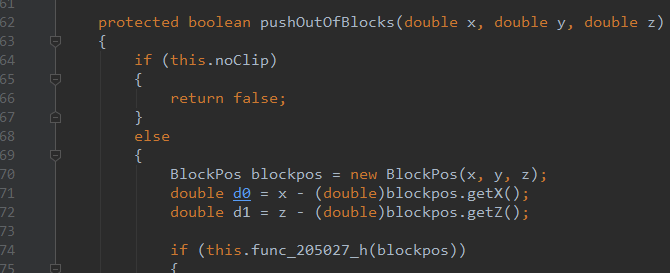 61
62 protected boolean pushOutOfBlocks(double x, double y, double z)
63 {
64 if (this.noClip)
65 {
66 return false;
67 }
68 else
69 {
70 BlockPos blockpos = new BlockPos(x, y, z);
71 double d0 = x - (double)blockpos.getX();
72 double d1 = z - (double)blockpos.getZ();
73
74 if (this.func_205027_h(blockpos))
75 {